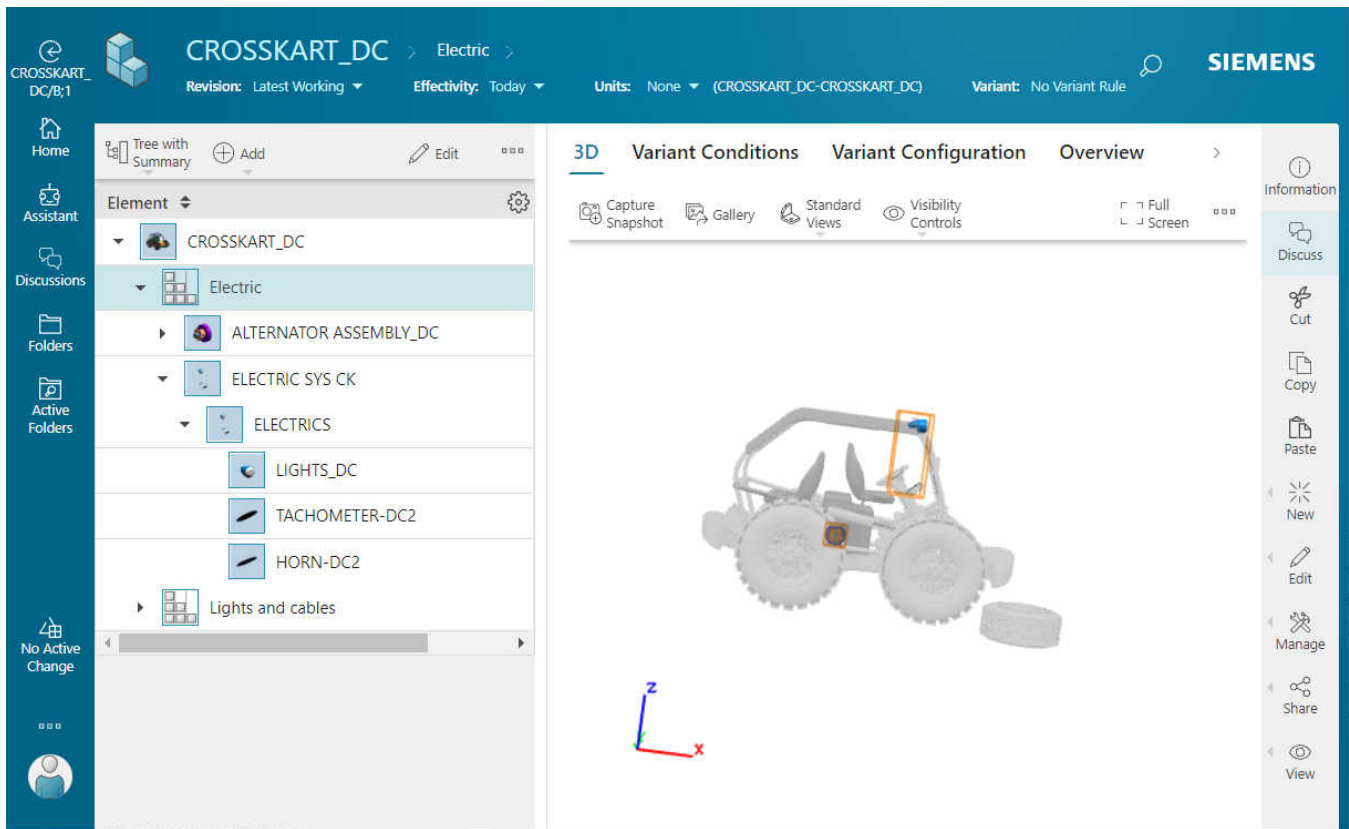 CROSSKART_
DC/B;1
CROSSKART_DC > Electric >
SIEMENS
Revision: Latest Working Effectivity: Today Units: None (CROSSKART_DC-CROSSKART_DC) Variant: No Variant Rule
Home
Assistant
Discussions
Folders
Active
Folders
No Active
Change
Tree with
Summary
Add
Edit
Element
CROSSKART_DC
Electric
ALTERNATOR ASSEMBLY_DC
ELECTRIC SYS CK
ELECTRICS
LIGHTS_DC
TACHOMETER-DC2
HORN-DC2
Lights and cables
3D Variant Conditions Variant Configuration Overview >
Capture
Snapshot
Gallery
Standard
Views
Visibility
Controls
Full
Screen
Z
X
Information
Discuss
Cut
Copy
Paste
New
Edit
Manage
Share
View